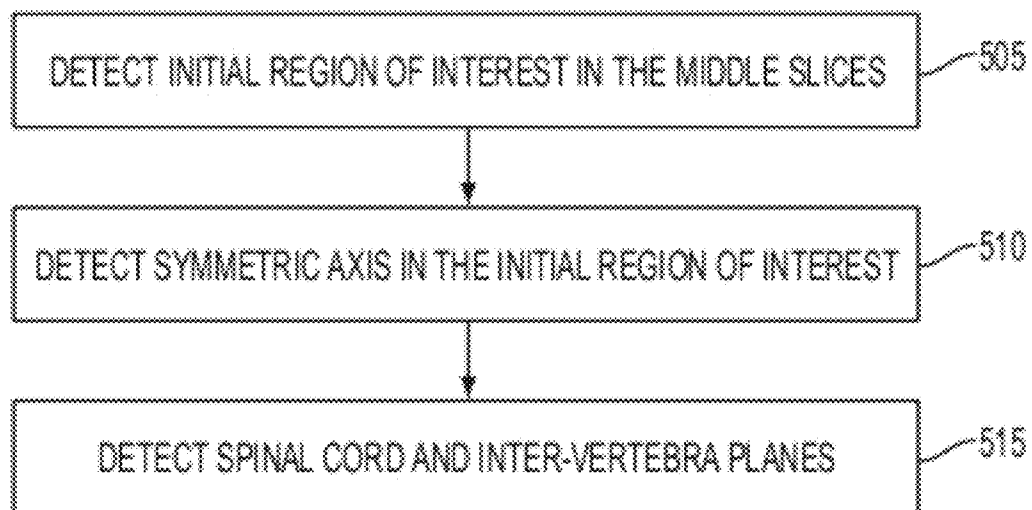 DETECT INITIAL REGION OF INTEREST IN THE MIDDLE SLICES
505
DETECT SYMMETRIC AXIS IN THE INITIAL REGION OF INTEREST
510
DETECT SPINAL CORD AND INTER-VERTEBRA PLANES
515